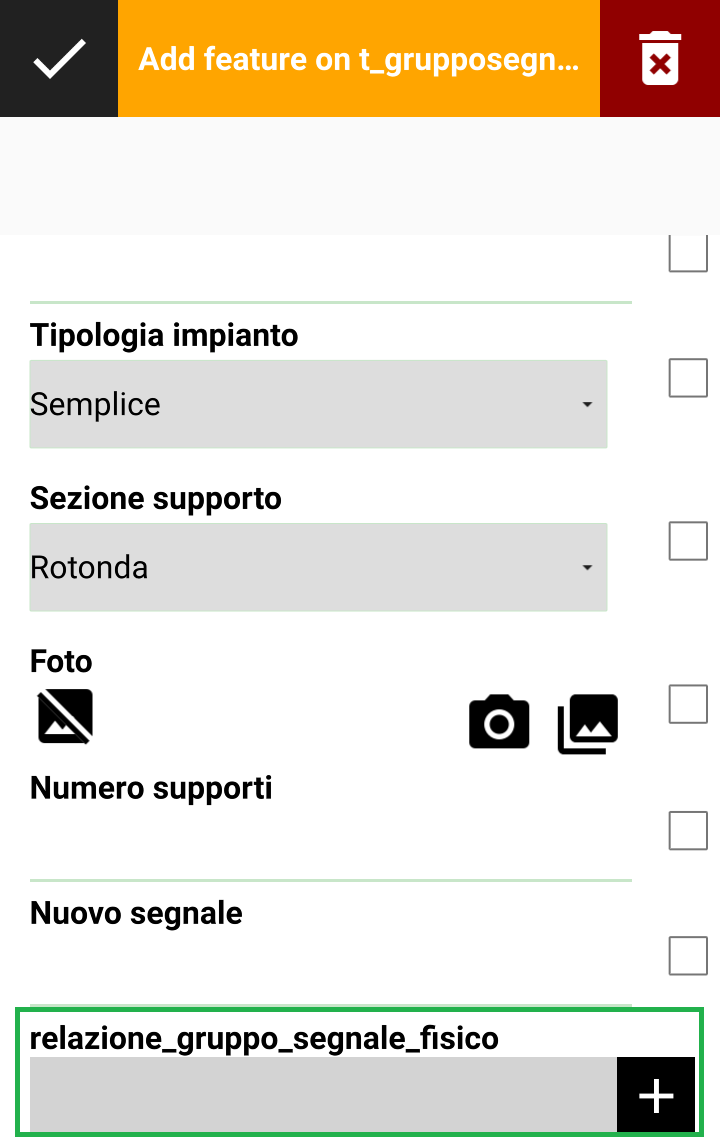 Add feature on t_grupposegn...
Tipologia impianto
Semplice
Sezione supporto
Rotonda
Foto
Numero supporti
Nuovo segnale
relazione_gruppo_segnale_fisico